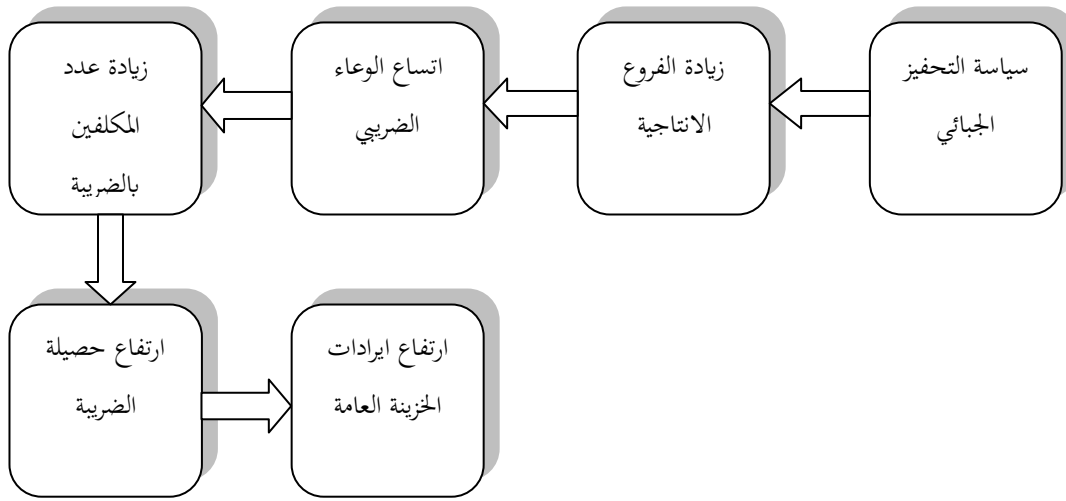 سياسة التحفيز
الجبائي
زيادة الفروع
الانتاجية
اتساع الوعاء
الضريبي
زيادة عدد
المكلفين
بالضريبة
ارتفاع حصيلة
الضريبة
ارتفاع ايرادات
الخزينة العامة